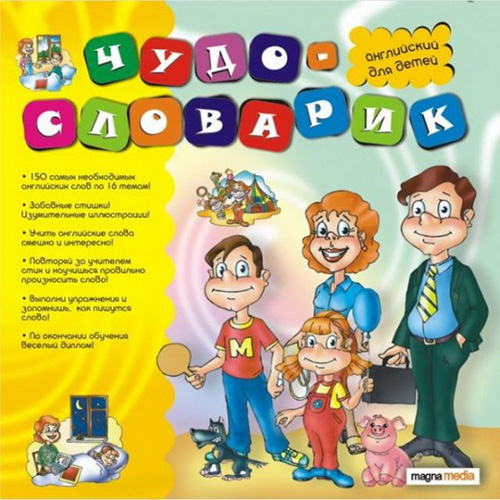 ЧУДО-
СЛОВАРИК
английский
для детей
• 150 самых необходимых
английских слов по 16 темам!
• Забавные стишки!
Изумительные иллюстрации!
• Учить английские слова
смешно и интересно!
• Повторяй за учителем
стих и научишься правильно
произносить слова!
• Выполни упражнения и
запомнишь, как пишутся
слова!
• По окончании обучения
веселый диплом!
M
magna media